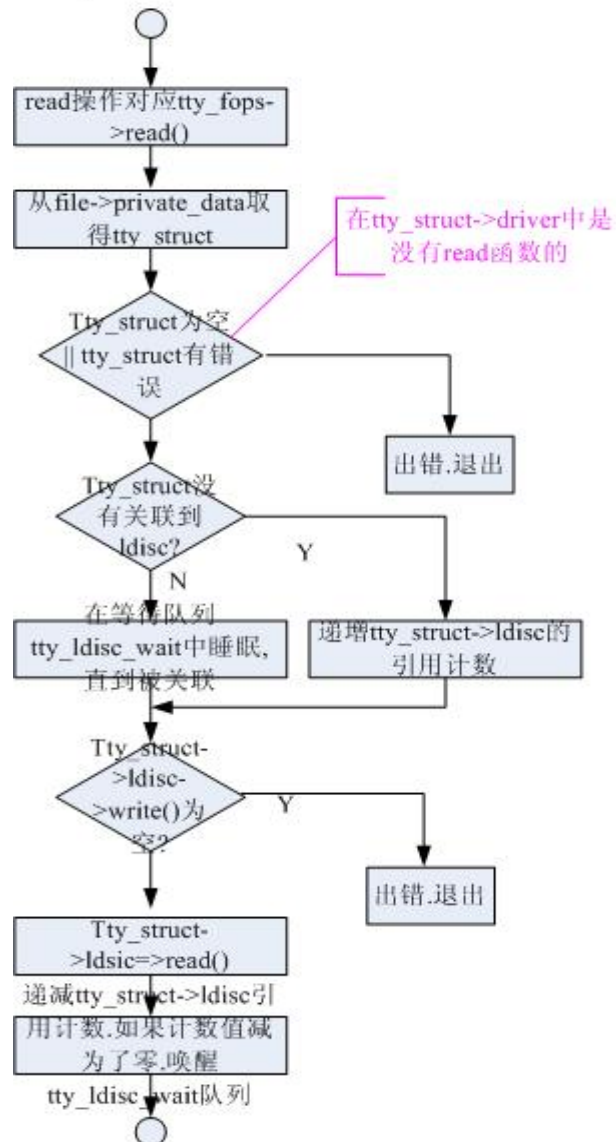 read操作对应tty_fops-
>read()
从file->private_data取
得tty_struct
在tty_struct->driver中是
没有read函数的
Tty_struct为空
|| tty_struct有错
误
出错.退出
Tty_struct没
有关联到
ldisc?
Y
N
在等待队列
tty_ldisc_wait中睡眠,
直到被关联
递增tty_struct->ldisc的
引用计数
Tty_struct-
>ldisc-
>write()为
空?
Y
出错.退出
Tty_struct-
>ldsic=>read()
递减tty_struct->ldisc引
用计数.如果计数值减
为了零.唤醒
tty_ldisc_wait队列